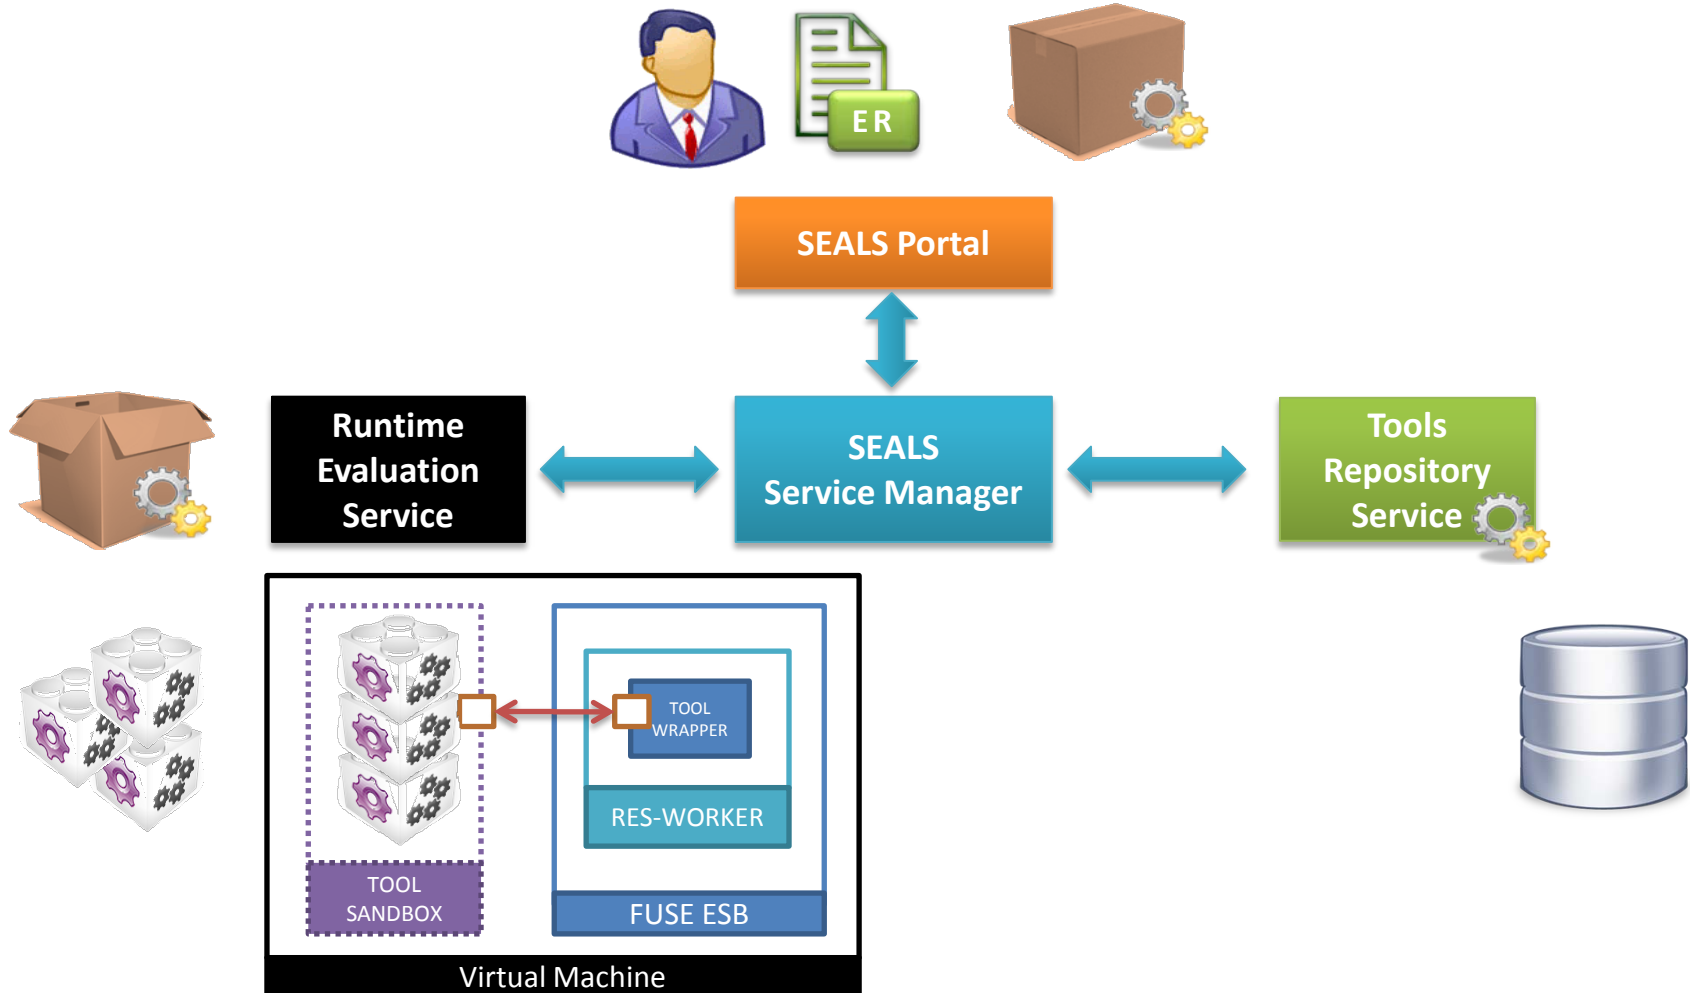 ER
SEALS Portal
Runtime
Evaluation
Service
SEALS
Service Manager
Tools
Repository
Service
TOOL
WRAPPER
RES-WORKER
TOOL
SANDBOX
FUSE ESB
Virtual Machine